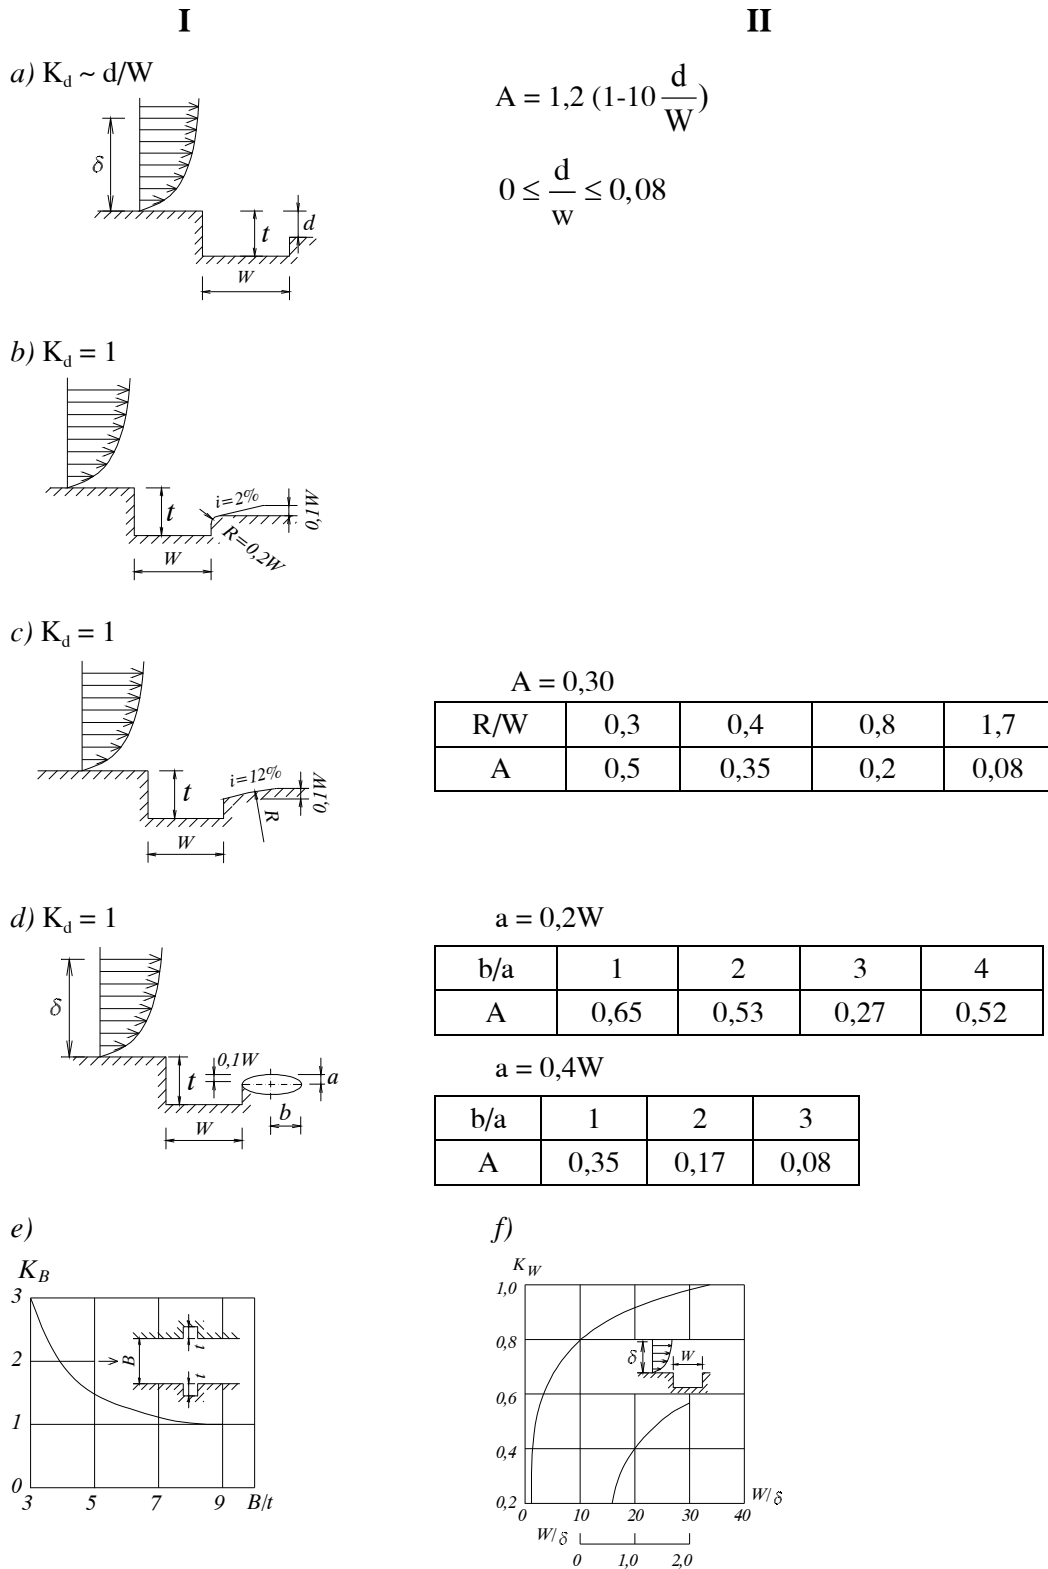 I II
a) K_d ~ d/W
A = 1,2 (1-10 d/W)
0 ≤ d/w ≤ 0,08
δ
t
d
W
b) K_d = 1
t
i=2%
0,1W
R=0,2W
W
c) K_d = 1
A = 0,30
R/W 0,3 0,4 0,8 1,7
A 0,5 0,35 0,2 0,08
t
i=12%
0,1W
R
W
d) K_d = 1
a = 0,2W
b/a 1 2 3 4
A 0,65 0,53 0,27 0,52
a = 0,4W
b/a 1 2 3
A 0,35 0,17 0,08
δ
0,1W
t
a
b
W
e)
K_B
3
2
1
0
3 5 7 9 B/t
t
B
t
f)
K_W
1,0
0,8
0,6
0,4
0,2
δ
W
0 10 20 30 40
W/δ
W/δ
0 1,0 2,0